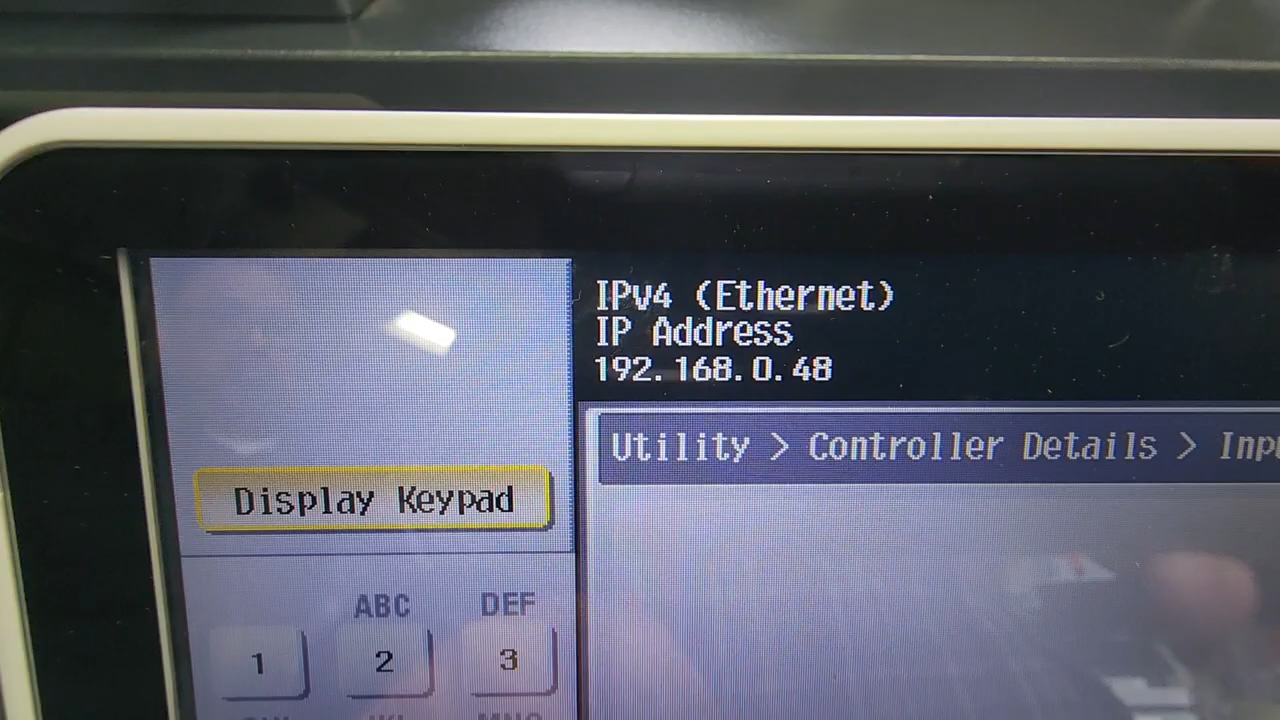 IPv4 (Ethernet)
IP Address
192.168.0.48
Utility > Controller Details > Inp
Display Keypad
ABC DEF
1 2 3